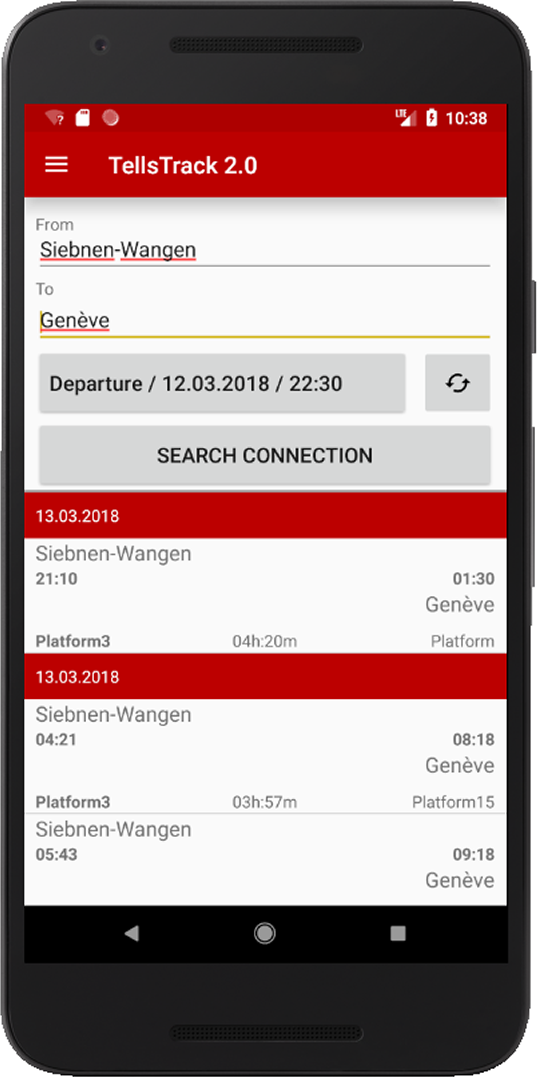 LTE 10:38
TellsTrack 2.0
From
Siebnen-Wangen
To
Genève
Departure / 12.03.2018 / 22:30
SEARCH CONNECTION
13.03.2018
Siebnen-Wangen
21:10 01:30
Genève
Platform3 04h:20m Platform
13.03.2018
Siebnen-Wangen
04:21 08:18
Genève
Platform3 03h:57m Platform15
Siebnen-Wangen
05:43 09:18
Genève